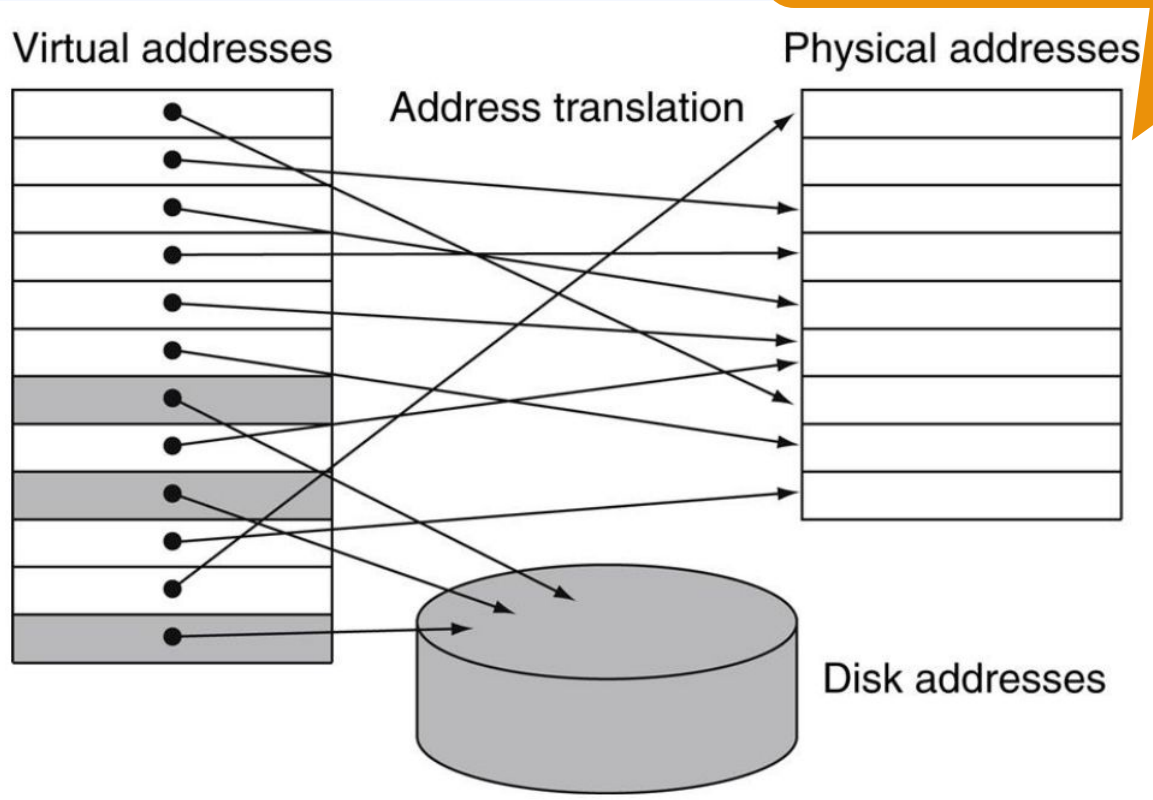 Virtual addresses
Physical addresses
Address translation
Disk addresses